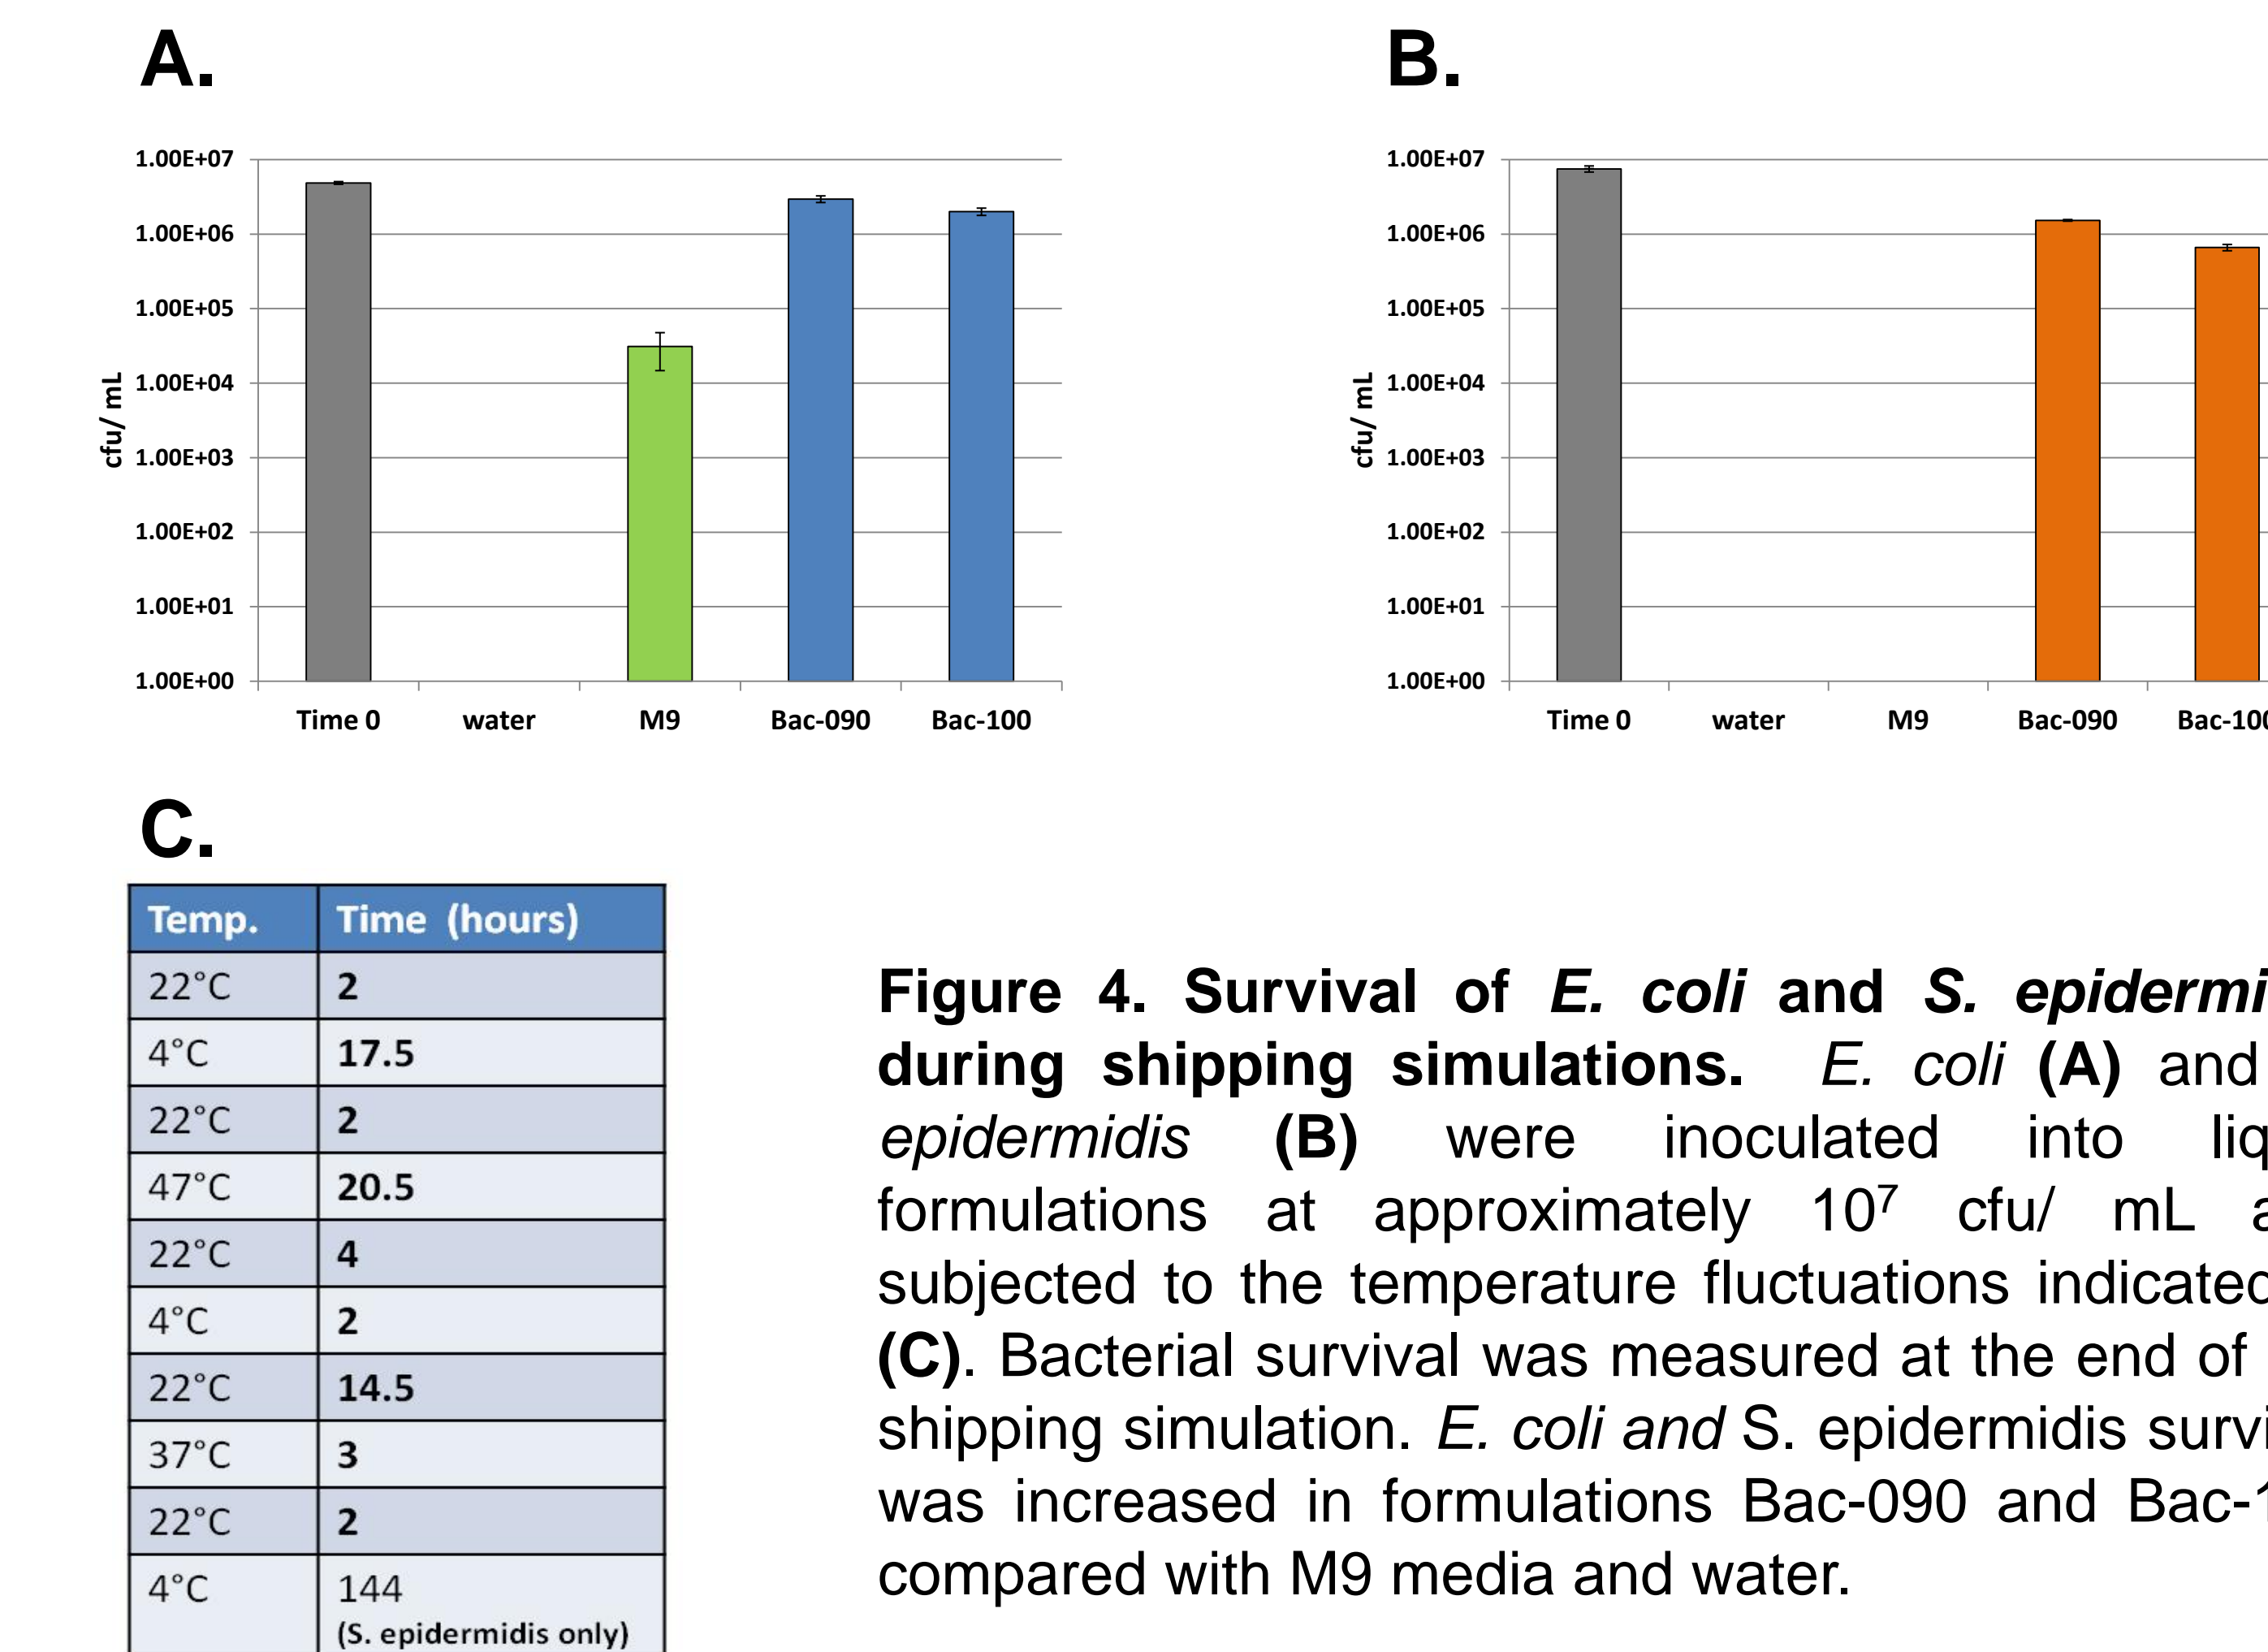 A.
1.00E+07
1.00E+06
1.00E+05
1.00E+04
1.00E+03
1.00E+02
1.00E+01
1.00E+00
cfu/ mL
Time 0 water M9 Bac-090 Bac-100
B.
1.00E+07
1.00E+06
1.00E+05
1.00E+04
1.00E+03
1.00E+02
1.00E+01
1.00E+00
cfu/ mL
Time 0 water M9 Bac-090 Bac-100
C.
Temp. Time (hours)
22°C 2
4°C 17.5
22°C 2
47°C 20.5
22°C 4
4°C 2
22°C 14.5
37°C 3
22°C 2
4°C 144
(S. epidermidis only)
Figure 4. Survival of E. coli and S.
during shipping simulations. E. coli (A) and
epidermidis (B) were inoculated into
formulations at approximately 10⁷ cfu/ mL
subjected to the temperature fluctuations indicated
(C). Bacterial survival was measured at the end of
shipping simulation. E. coli and S. epidermidis
was increased in formulations Bac-090 and
compared with M9 media and water.